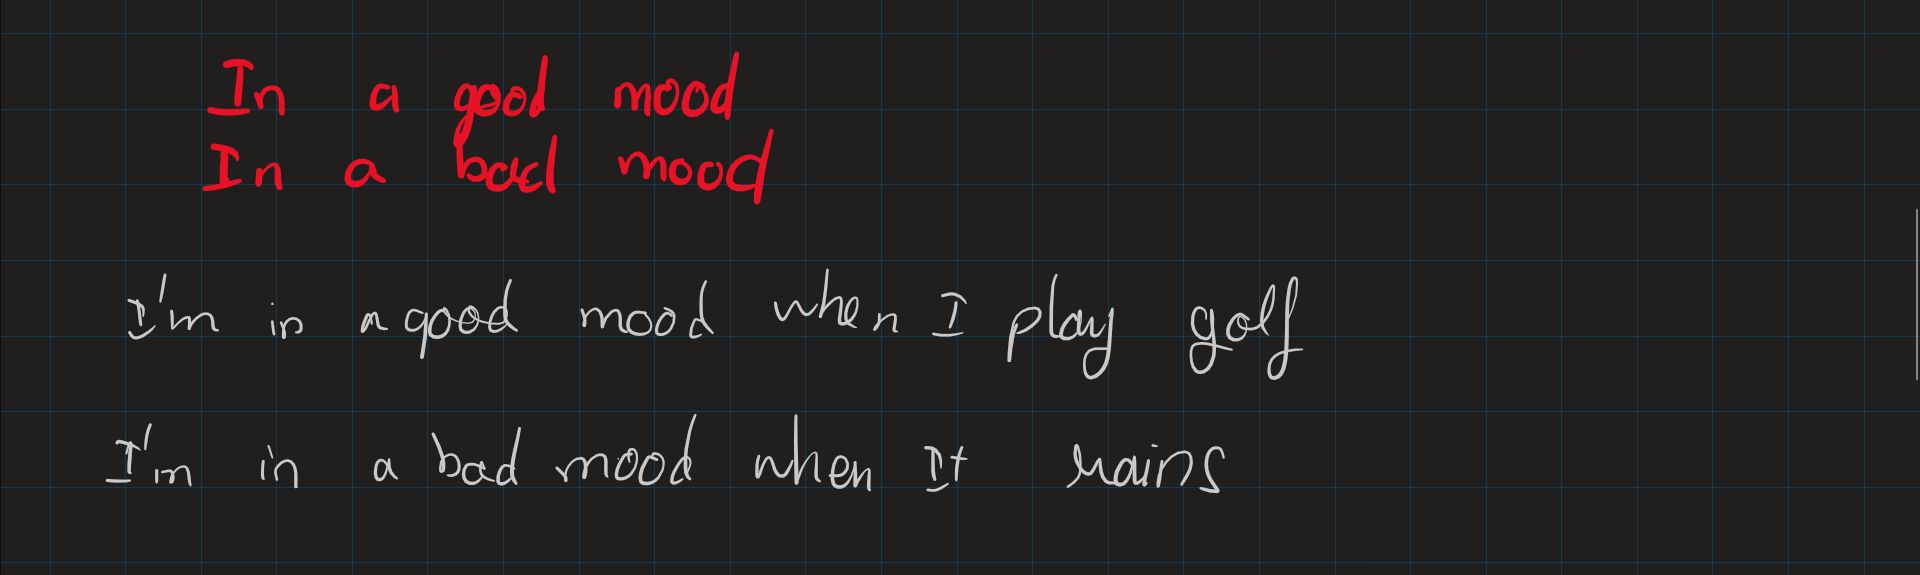 In a good mood
In a bad mood
I'm in a good mood when I play golf
I'm in a bad mood when It rains